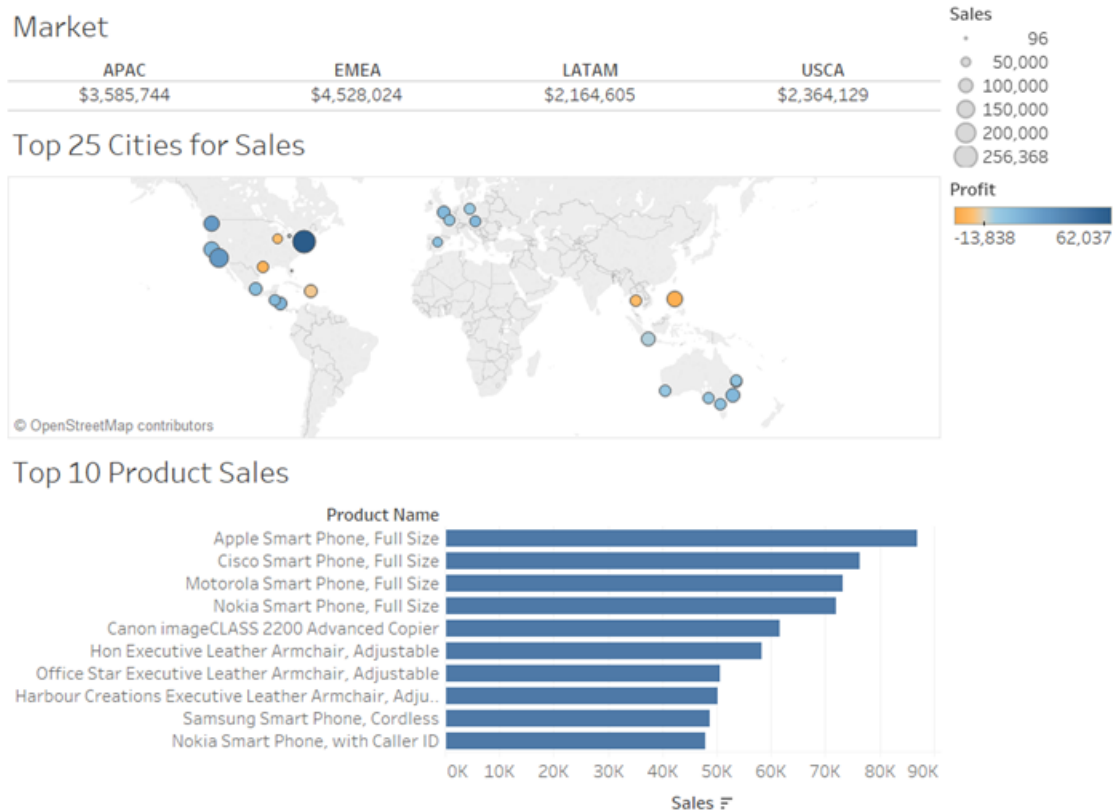 Market
APAC EMEA LATAM USCA
$3,585,744 $4,528,024 $2,164,605 $2,364,129
Top 25 Cities for Sales
© OpenStreetMap contributors
Sales
96
50,000
100,000
150,000
200,000
256,368
Profit
-13,838 62,037
Top 10 Product Sales
Product Name
Apple Smart Phone, Full Size
Cisco Smart Phone, Full Size
Motorola Smart Phone, Full Size
Nokia Smart Phone, Full Size
Canon imageCLASS 2200 Advanced Copier
Hon Executive Leather Armchair, Adjustable
Office Star Executive Leather Armchair, Adjustable
Harbour Creations Executive Leather Armchair, Adju..
Samsung Smart Phone, Cordless
Nokia Smart Phone, with Caller ID
0K 10K 20K 30K 40K 50K 60K 70K 80K 90K
Sales